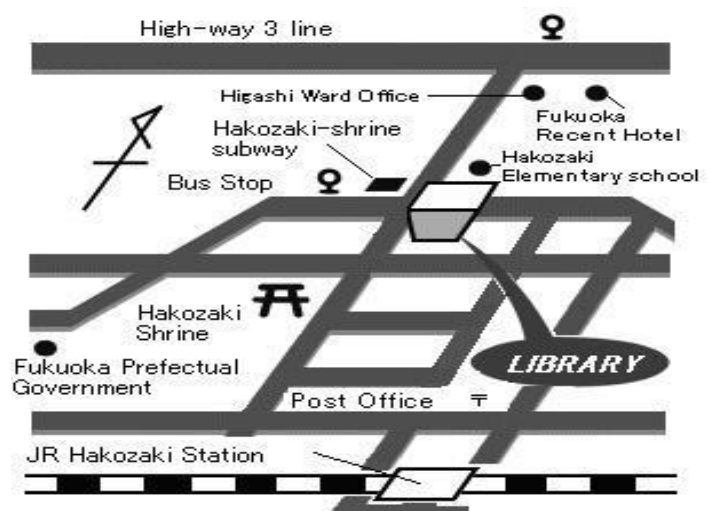 High-way 3 line
Higashi Ward Office
Fukuoka
Recent Hotel
Hakozaki-shrine
subway
Hakozaki
Elementary school
Bus Stop
Hakozaki
Shrine
LIBRARY
Fukuoka Prefectual
Government
Post Office 〒
JR Hakozaki Station